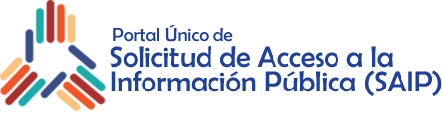 Portal Único de
Solicitud de Acceso a la
Información Pública (SAIP)